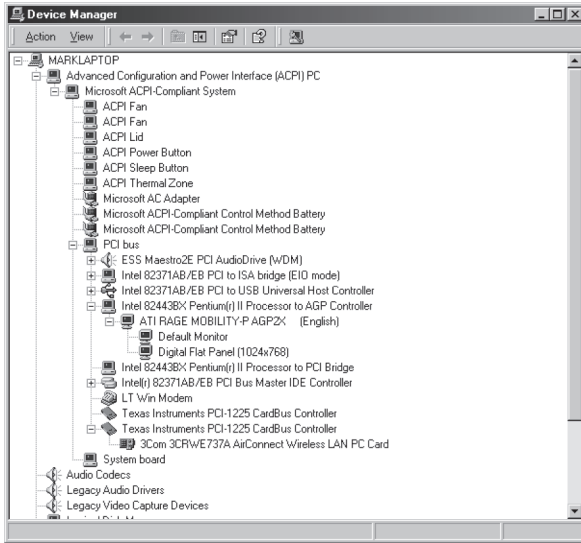 Device Manager
Action View
MARKLAPTOP
Advanced Configuration and Power Interface (ACPI) PC
Microsoft ACPI-Compliant System
ACPI Fan
ACPI Fan
ACPI Lid
ACPI Power Button
ACPI Sleep Button
ACPI Thermal Zone
Microsoft AC Adapter
Microsoft ACPI-Compliant Control Method Battery
Microsoft ACPI-Compliant Control Method Battery
PCI bus
ESS Maestro2E PCI AudioDrive (WDM)
Intel 82371AB/EB PCI to ISA bridge (EIO mode)
Intel 82371AB/EB PCI to USB Universal Host Controller
Intel 82443BX Pentium(r) II Processor to AGP Controller
ATI RAGE MOBILITY-P AGP2X (English)
Default Monitor
Digital Flat Panel (1024x768)
Intel 82443BX Pentium(r) II Processor to PCI Bridge
Intel(r) 82371AB/EB PCI Bus Master IDE Controller
LT Win Modem
Texas Instruments PCI-1225 CardBus Controller
Texas Instruments PCI-1225 CardBus Controller
3Com 3CRWE737A AirConnect Wireless LAN PC Card
System board
Audio Codecs
Legacy Audio Drivers
Legacy Video Capture Devices